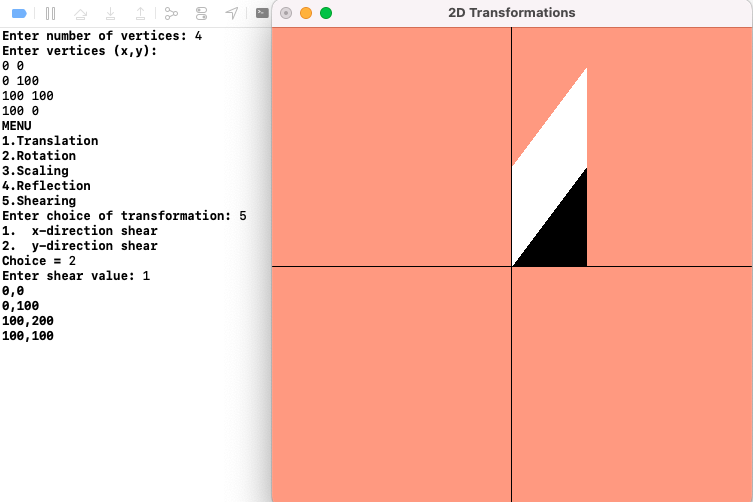 2D Transformations
Enter number of vertices: 4
Enter vertices (x,y):
0 0
0 100
100 100
100 0
MENU
1.Translation
2.Rotation
3.Scaling
4.Reflection
5.Shearing
Enter choice of transformation: 5
1.  x-direction shear
2.  y-direction shear
Choice = 2
Enter shear value: 1
0,0
0,100
100,200
100,100